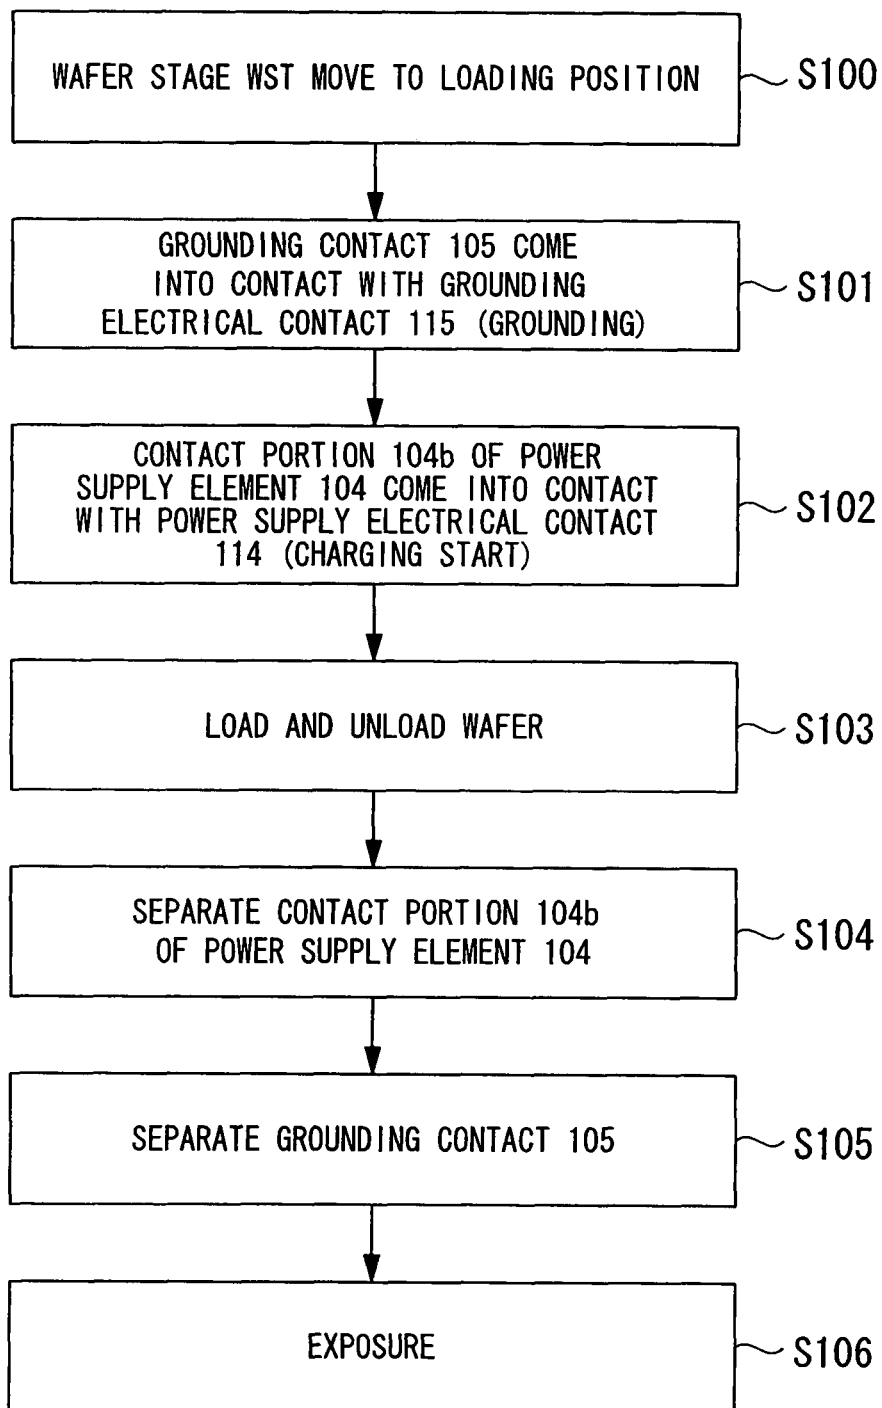 WAFER STAGE WST MOVE TO LOADING POSITION
S100
GROUNDING CONTACT 105 COME
INTO CONTACT WITH GROUNDING
ELECTRICAL CONTACT 115 (GROUNDING)
S101
CONTACT PORTION 104b OF POWER
SUPPLY ELEMENT 104 COME INTO CONTACT
WITH POWER SUPPLY ELECTRICAL CONTACT
114 (CHARGING START)
S102
LOAD AND UNLOAD WAFER
S103
SEPARATE CONTACT PORTION 104b
OF POWER SUPPLY ELEMENT 104
S104
SEPARATE GROUNDING CONTACT 105
S105
EXPOSURE
S106